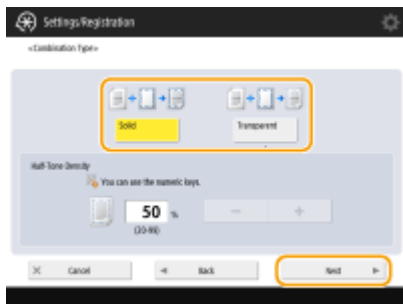 Settings/Registration
<Combination Type>
Solid
Transparent
Half-Tone Density
You can use the numeric keys.
50 %
− +
(20-99)
× Cancel
◀ Back
Next ▶